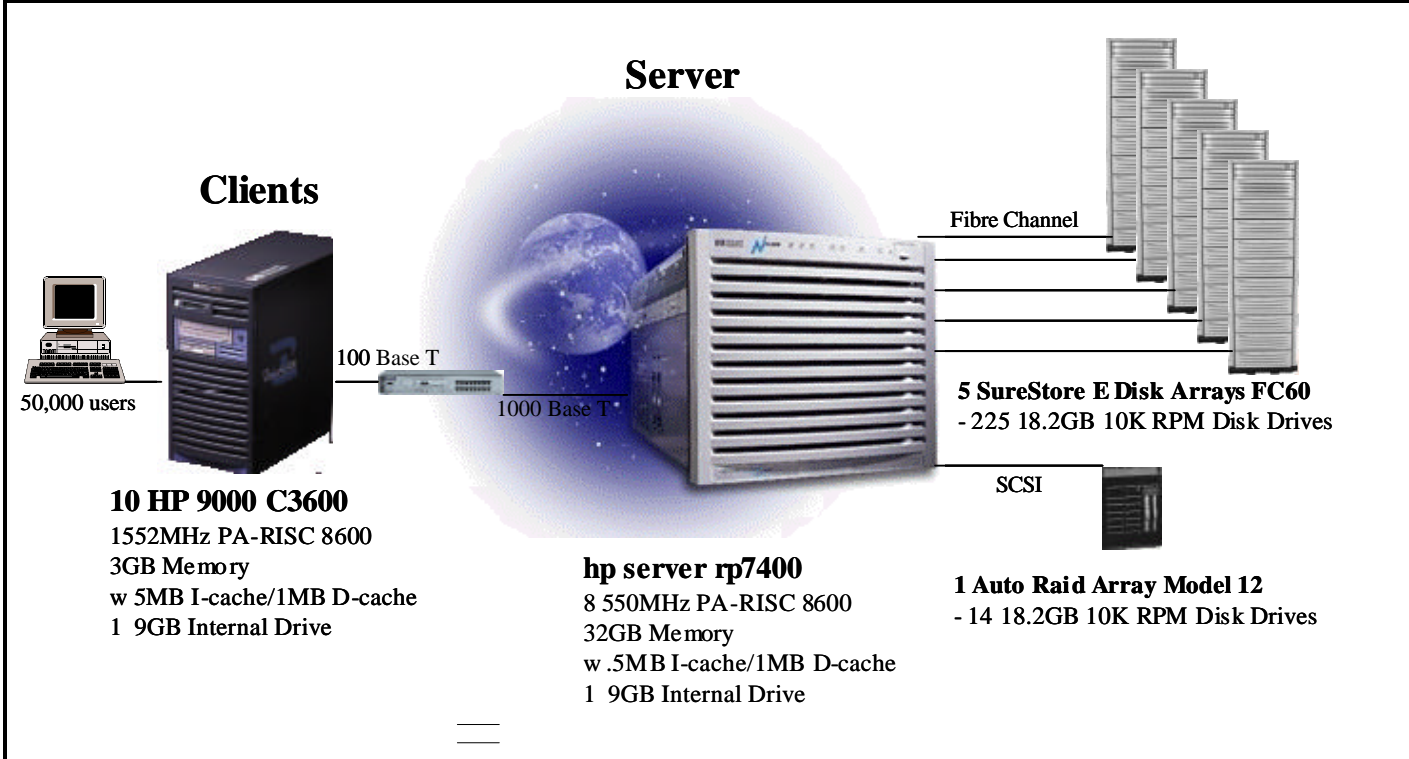 Server
Clients
Fibre Channel
100 Base T
50,000 users
1000 Base T
5 SureStore E Disk Arrays FC60
- 225 18.2GB 10K RPM Disk Drives
SCSI
10 HP 9000 C3600
1552MHz PA-RISC 8600
3GB Memory
w 5MB I-cache/1MB D-cache
1 9GB Internal Drive
hp server rp7400
8 550MHz PA-RISC 8600
32GB Memory
w .5MB I-cache/1MB D-cache
1 9GB Internal Drive
1 Auto Raid Array Model 12
- 14 18.2GB 10K RPM Disk Drives